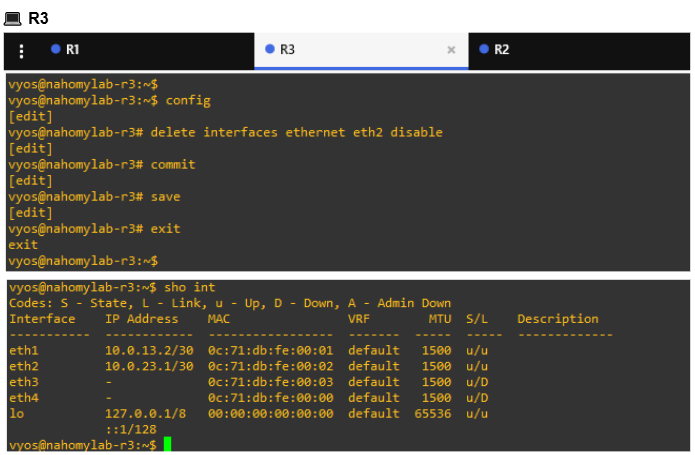 R3
R1 R3 × R2
vyos@nahomylab-r3:~$
vyos@nahomylab-r3:~$ config
[edit]
vyos@nahomylab-r3# delete interfaces ethernet eth2 disable
[edit]
vyos@nahomylab-r3# commit
[edit]
vyos@nahomylab-r3# save
[edit]
vyos@nahomylab-r3# exit
exit
vyos@nahomylab-r3:~$
vyos@nahomylab-r3:~$ sho int
Codes: S - State, L - Link, u - Up, D - Down, A - Admin Down
Interface    IP Address    MAC                VRF        MTU  S/L    Description
-----------  ------------  -----------------  -------  -----  -----  -------------
eth1         10.0.13.2/30  0c:71:db:fe:00:01  default   1500  u/u
eth2         10.0.23.1/30  0c:71:db:fe:00:02  default   1500  u/u
eth3         -             0c:71:db:fe:00:03  default   1500  u/D
eth4         -             0c:71:db:fe:00:00  default   1500  u/D
lo           127.0.0.1/8   00:00:00:00:00:00  default  65536  u/u
             ::1/128
vyos@nahomylab-r3:~$